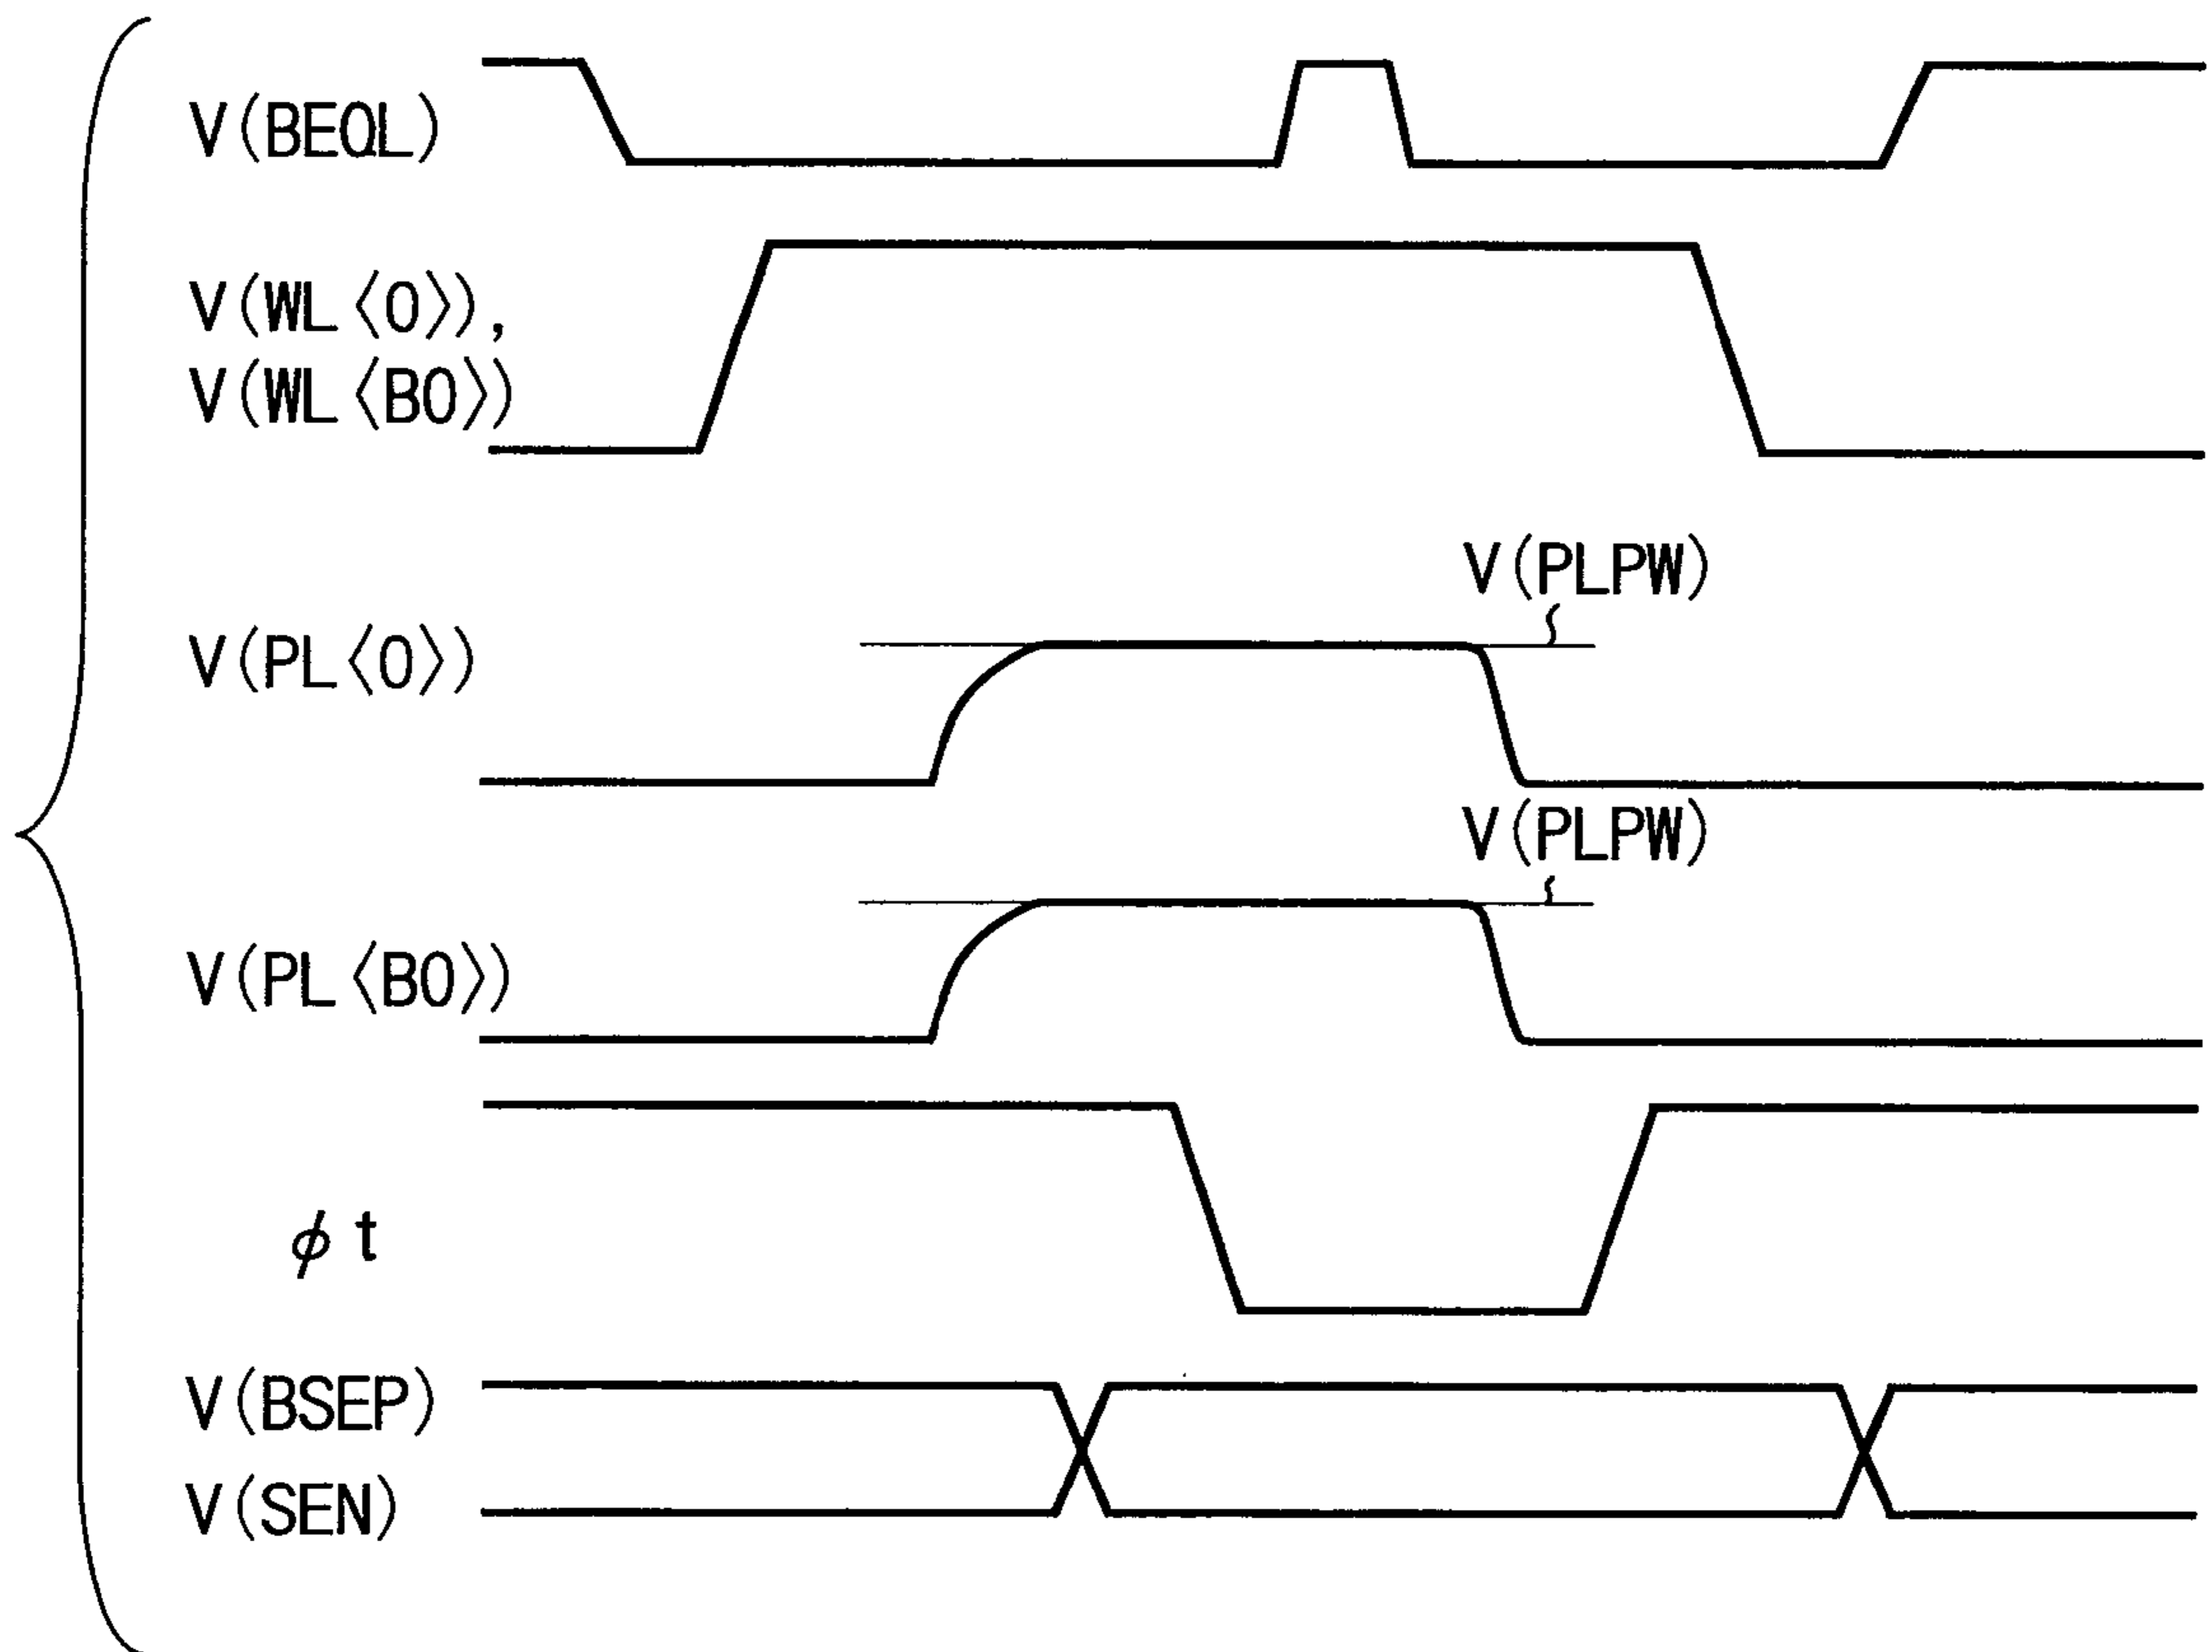 V(BEQL)
V(WL〈0〉),
V(WL〈B0〉)
V(PLPW)
V(PL〈0〉)
V(PLPW)
V(PL〈B0〉)
φt
V(BSEP)
V(SEN)